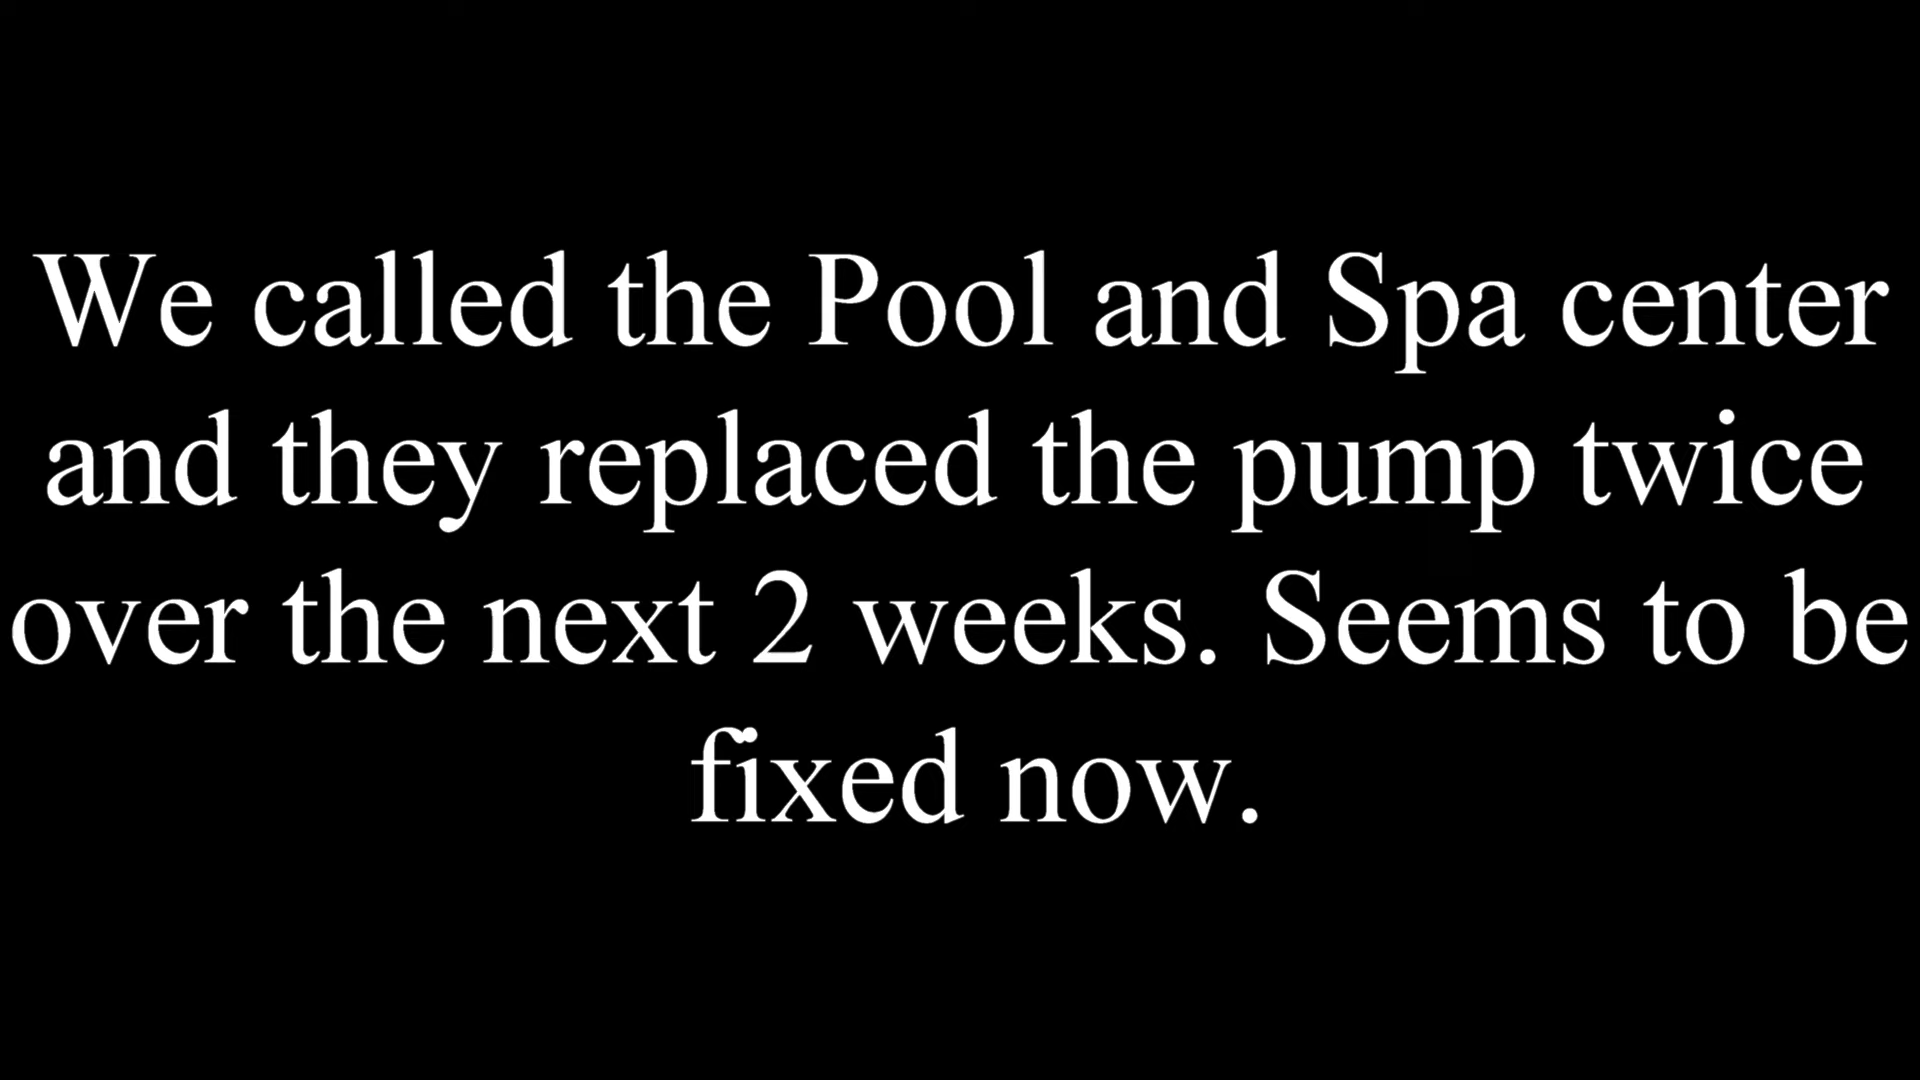 We called the Pool and Spa center
and they replaced the pump twice
over the next 2 weeks. Seems to be
fixed now.